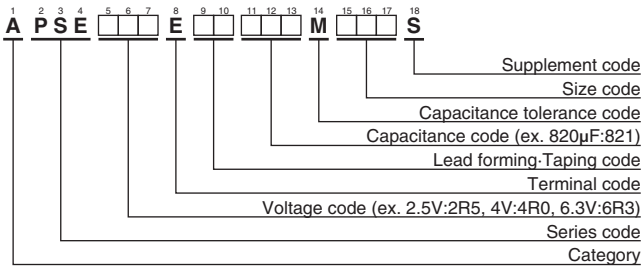 1 2 3 4 5 6 7 8 9 10 11 12 13 14 15 16 17 18
A P S E E M S
Supplement code
Size code
Capacitance tolerance code
Capacitance code (ex. 820μF:821)
Lead forming·Taping code
Terminal code
Voltage code (ex. 2.5V:2R5, 4V:4R0, 6.3V:6R3)
Series code
Category